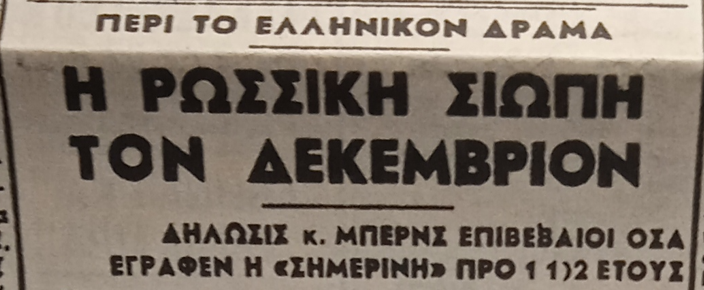 ΠΕΡΙ ΤΟ ΕΛΛΗΝΙΚΟΝ ΔΡΑΜΑ
Η ΡΩΣΣΙΚΗ ΣΙΩΠΗ
ΤΟΝ ΔΕΚΕΜΒΡΙΟΝ
ΔΗΛΩΣΙΣ κ. ΜΠΕΡΝΣ ΕΠΙΒΕΒΑΙΟΙ ΟΣΑ
ΕΓΡΑΦΕΝ Η «ΣΗΜΕΡΙΝΗ» ΠΡΟ 1 1)2 ΕΤΟΥΣ